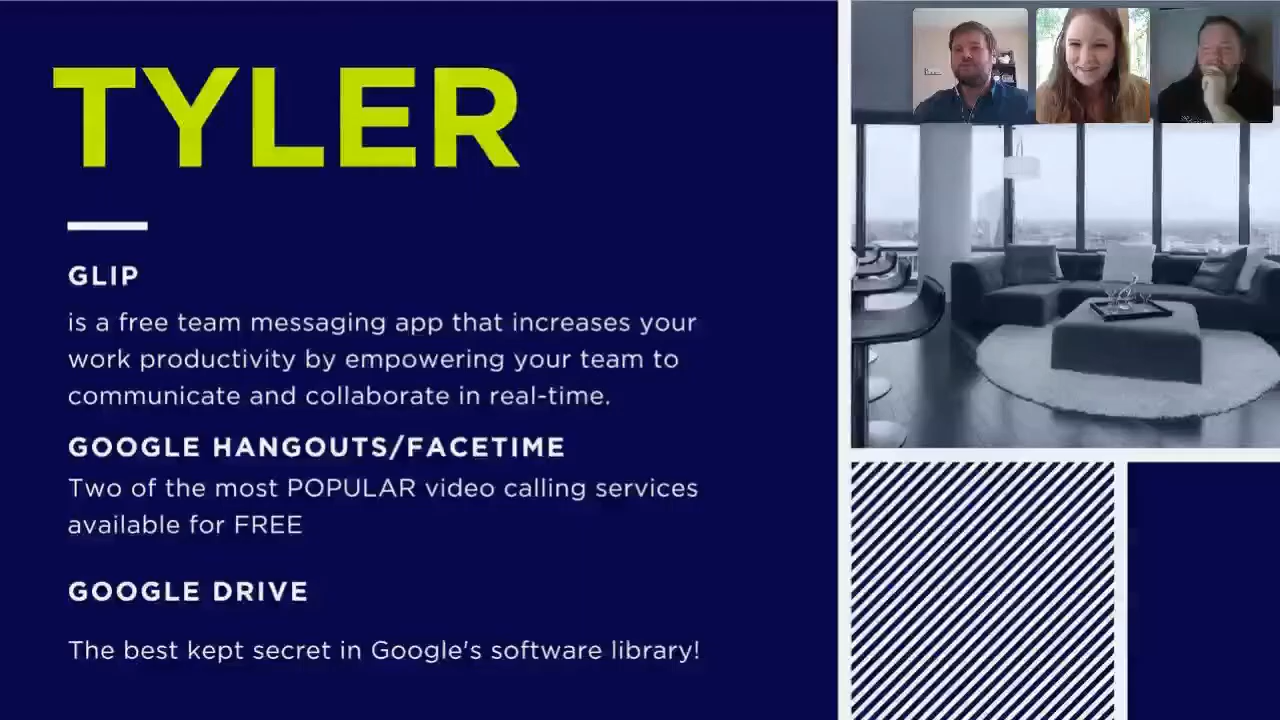 TYLER
GLIP
is a free team messaging app that increases your
work productivity by empowering your team to
communicate and collaborate in real-time.
GOOGLE HANGOUTS/FACETIME
Two of the most POPULAR video calling services
available for FREE
GOOGLE DRIVE
The best kept secret in Google's software library!